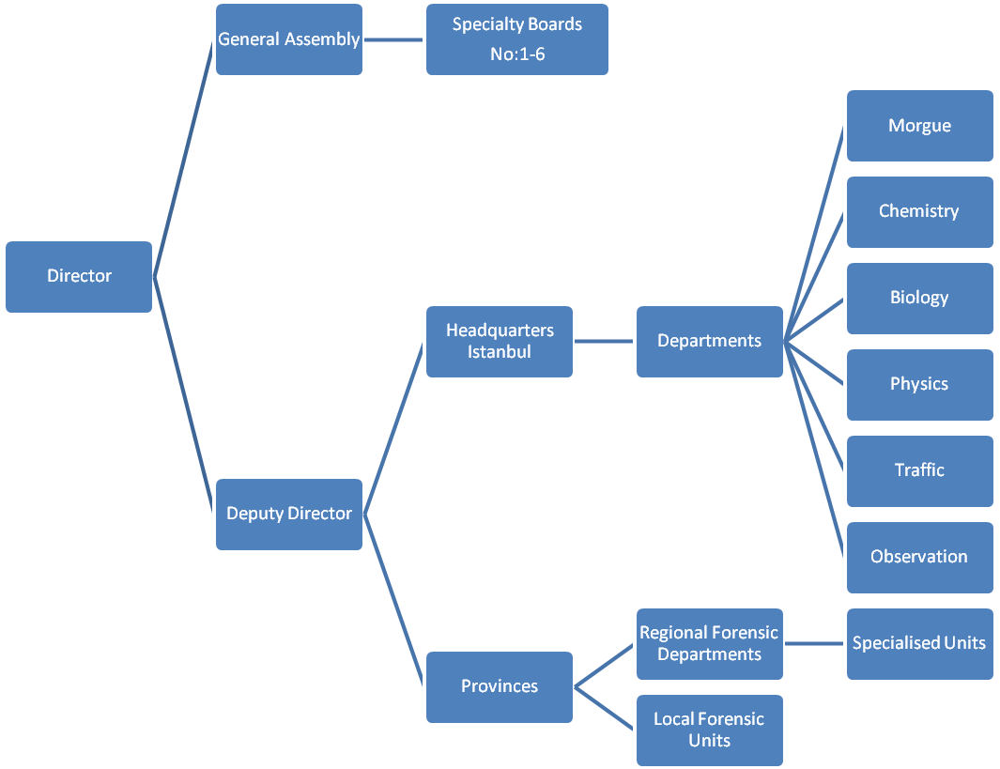 General Assembly
Specialty Boards
No:1-6
Morgue
Chemistry
Director
Biology
Headquarters
Istanbul
Departments
Physics
Traffic
Deputy Director
Observation
Regional Forensic
Departments
Specialised Units
Provinces
Local Forensic
Units